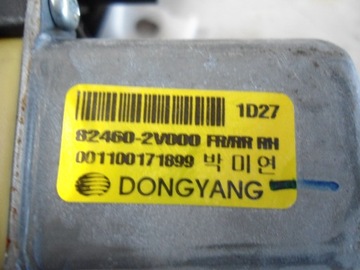 1D27
82460-2V000 FR/RR RH
001100171899 박미연
DONGYANG